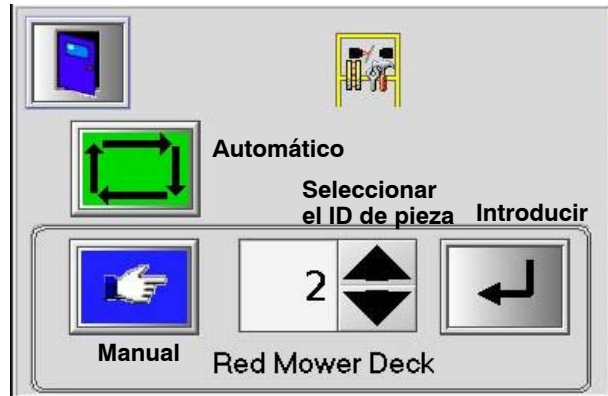 Automático
Seleccionar
el ID de pieza
Introducir
2
Manual
Red Mower Deck